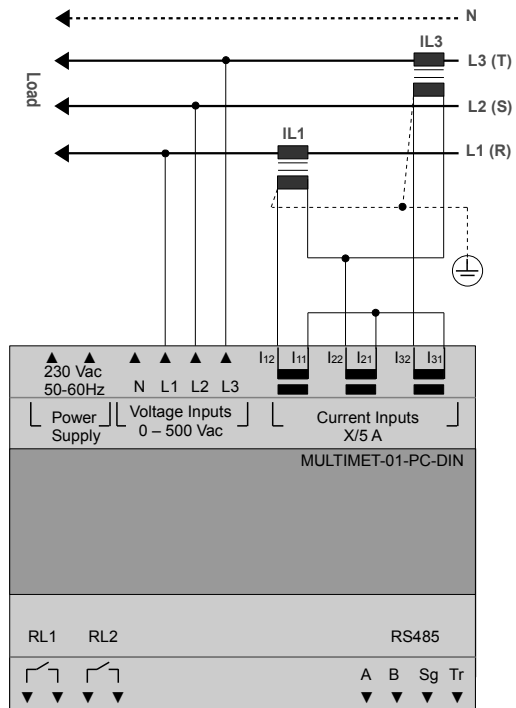 N
IL3
L3 (T)
Load
L2 (S)
IL1
L1 (R)
I12 I11 I22 I21 I32 I31
230 Vac
50-60Hz
N L1 L2 L3
Power
Supply
Voltage Inputs
0 – 500 Vac
Current Inputs
X/5 A
MULTIMET-01-PC-DIN
RL1 RL2 RS485
A B Sg Tr